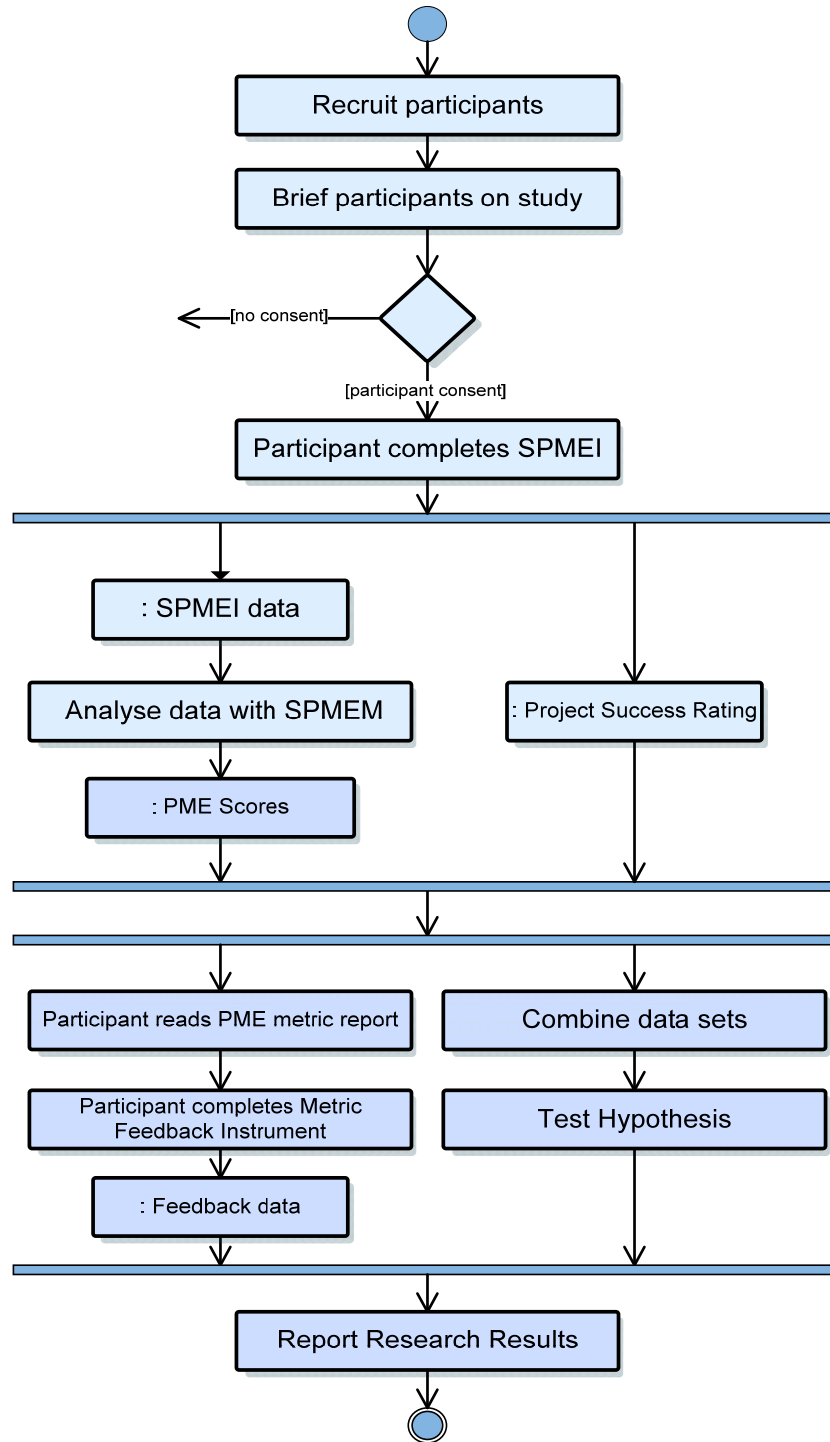 Recruit participants
Brief participants on study
[no consent]
[participant consent]
Participant completes SPMEI
: SPMEI data
Analyse data with SPMEM
: Project Success Rating
: PME Scores
Participant reads PME metric report
Combine data sets
Participant completes Metric
Feedback Instrument
Test Hypothesis
: Feedback data
Report Research Results